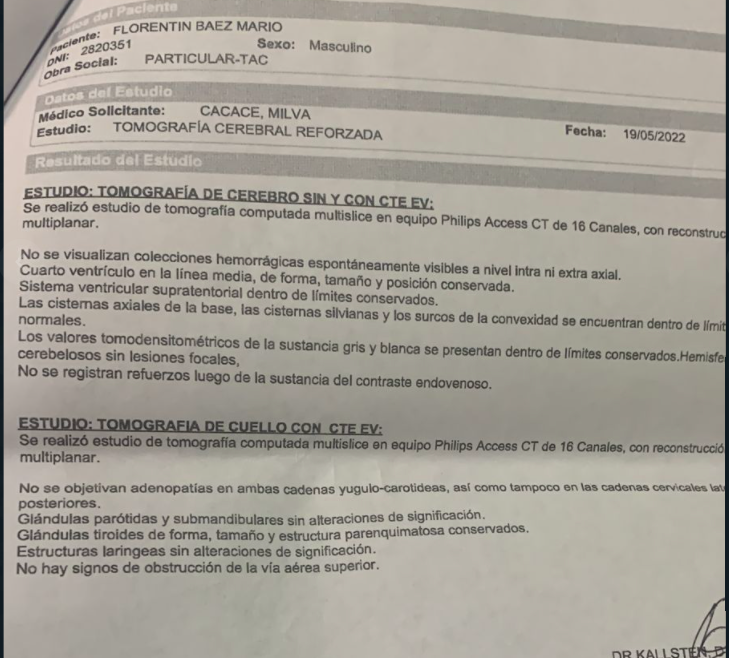 Datos del Paciente
Paciente: FLORENTIN BAEZ MARIO
DNI: 2820351 Sexo: Masculino
Obra Social: PARTICULAR-TAC
Datos del Estudio
Médico Solicitante: CACACE, MILVA
Estudio: TOMOGRAFÍA CEREBRAL REFORZADA Fecha: 19/05/2022
Resultado del Estudio
ESTUDIO: TOMOGRAFÍA DE CEREBRO SIN Y CON CTE EV:
Se realizó estudio de tomografía computada multislice en equipo Philips Access CT de 16 Canales, con reconstruc
multiplanar.
No se visualizan colecciones hemorrágicas espontáneamente visibles a nivel intra ni extra axial.
Cuarto ventrículo en la línea media, de forma, tamaño y posición conservada.
Sistema ventricular supratentorial dentro de límites conservados.
Las cisternas axiales de la base, las cisternas silvianas y los surcos de la convexidad se encuentran dentro de límit
normales.
Los valores tomodensitométricos de la sustancia gris y blanca se presentan dentro de límites conservados.Hemisfe
cerebelosos sin lesiones focales,
No se registran refuerzos luego de la sustancia del contraste endovenoso.
ESTUDIO: TOMOGRAFIA DE CUELLO CON CTE EV:
Se realizó estudio de tomografía computada multislice en equipo Philips Access CT de 16 Canales, con reconstrucció
multiplanar.
No se objetivan adenopatías en ambas cadenas yugulo-carotideas, así como tampoco en las cadenas cervicales late
posteriores.
Glándulas parótidas y submandibulares sin alteraciones de significación.
Glándulas tiroides de forma, tamaño y estructura parenquimatosa conservados.
Estructuras laringeas sin alteraciones de significación.
No hay signos de obstrucción de la vía aérea superior.
DR KALLSTEN, D